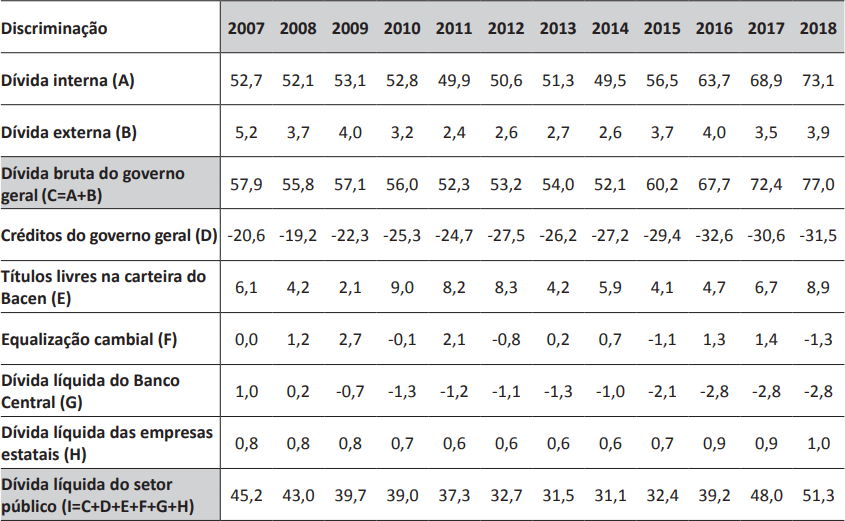 Discriminação 2007 2008 2009 2010 2011 2012 2013 2014 2015 2016 2017 2018
Dívida interna (A) 52,7 52,1 53,1 52,8 49,9 50,6 51,3 49,5 56,5 63,7 68,9 73,1
Dívida externa (B) 5,2 3,7 4,0 3,2 2,4 2,6 2,7 2,6 3,7 4,0 3,5 3,9
Dívida bruta do governo
geral (C=A+B) 57,9 55,8 57,1 56,0 52,3 53,2 54,0 52,1 60,2 67,7 72,4 77,0
Créditos do governo geral (D) -20,6 -19,2 -22,3 -25,3 -24,7 -27,5 -26,2 -27,2 -29,4 -32,6 -30,6 -31,5
Títulos livres na carteira do
Bacen (E) 6,1 4,2 2,1 9,0 8,2 8,3 4,2 5,9 4,1 4,7 6,7 8,9
Equalização cambial (F) 0,0 1,2 2,7 -0,1 2,1 -0,8 0,2 0,7 -1,1 1,3 1,4 -1,3
Dívida líquida do Banco
Central (G) 1,0 0,2 -0,7 -1,3 -1,2 -1,1 -1,3 -1,0 -2,1 -2,8 -2,8 -2,8
Dívida líquida das empresas
estatais (H) 0,8 0,8 0,8 0,7 0,6 0,6 0,6 0,6 0,7 0,9 0,9 1,0
Dívida líquida do setor
público (I=C+D+E+F+G+H) 45,2 43,0 39,7 39,0 37,3 32,7 31,5 31,1 32,4 39,2 48,0 51,3